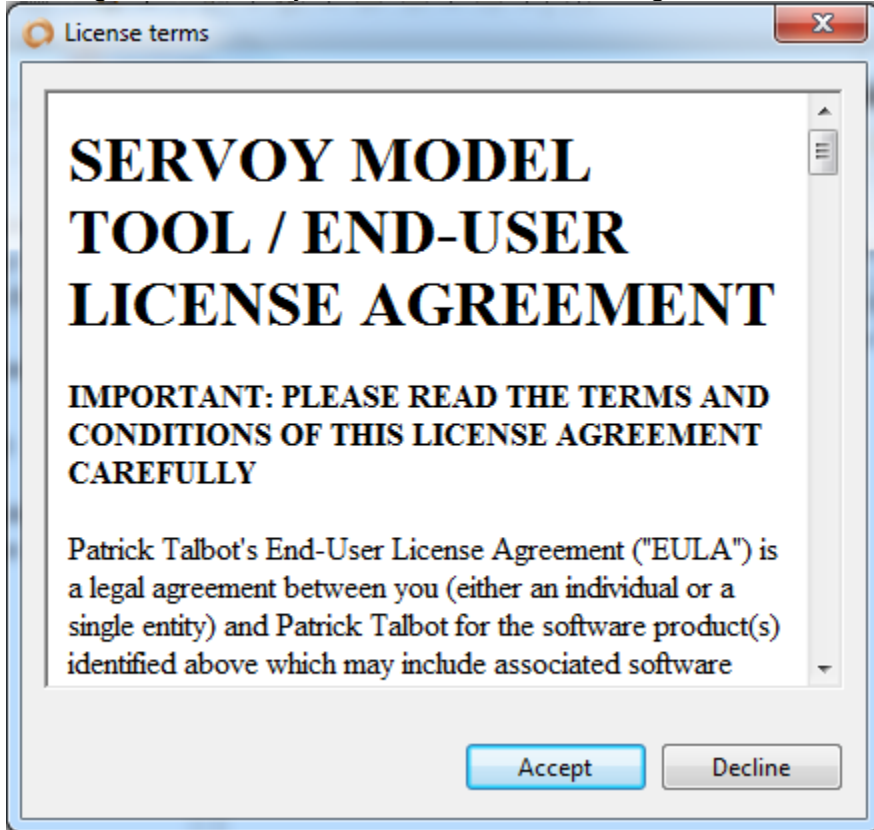 License terms
SERVOY MODEL
TOOL / END-USER
LICENSE AGREEMENT
IMPORTANT: PLEASE READ THE TERMS AND
CONDITIONS OF THIS LICENSE AGREEMENT
CAREFULLY
Patrick Talbot's End-User License Agreement ("EULA") is
a legal agreement between you (either an individual or a
single entity) and Patrick Talbot for the software product(s)
identified above which may include associated software
Accept
Decline